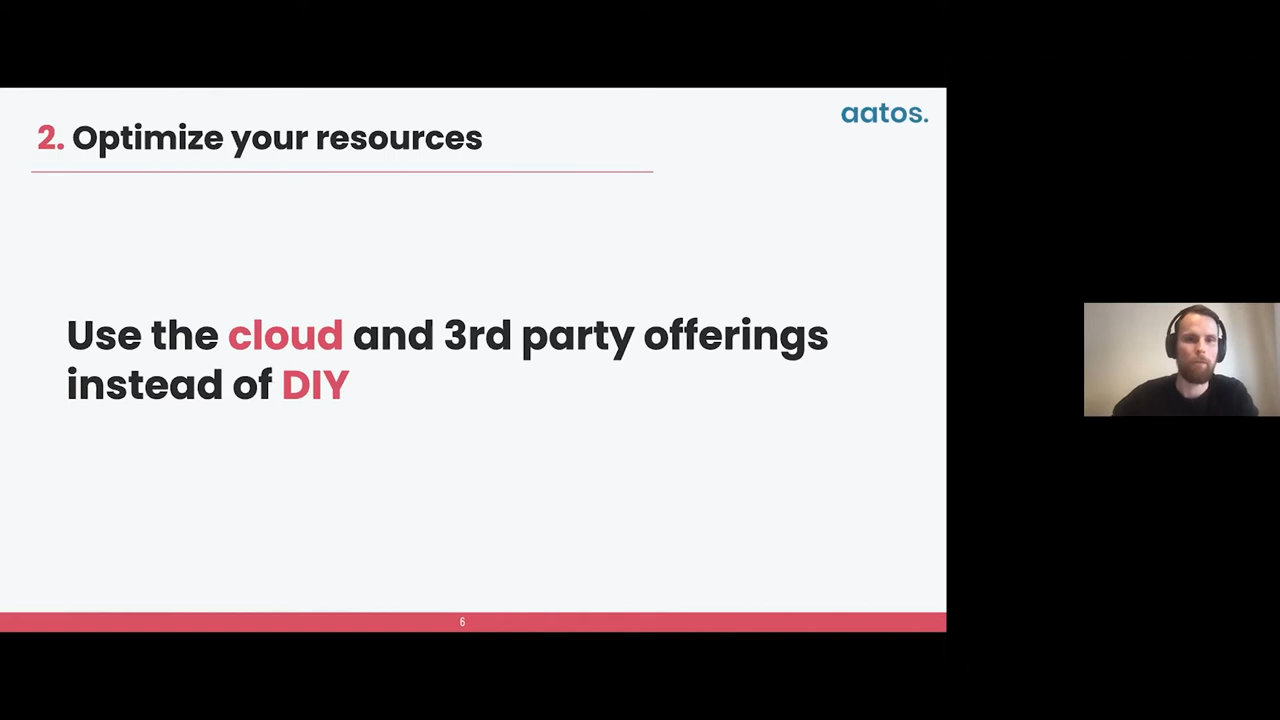 aatos.
2. Optimize your resources
Use the cloud and 3rd party offerings
instead of DIY
6